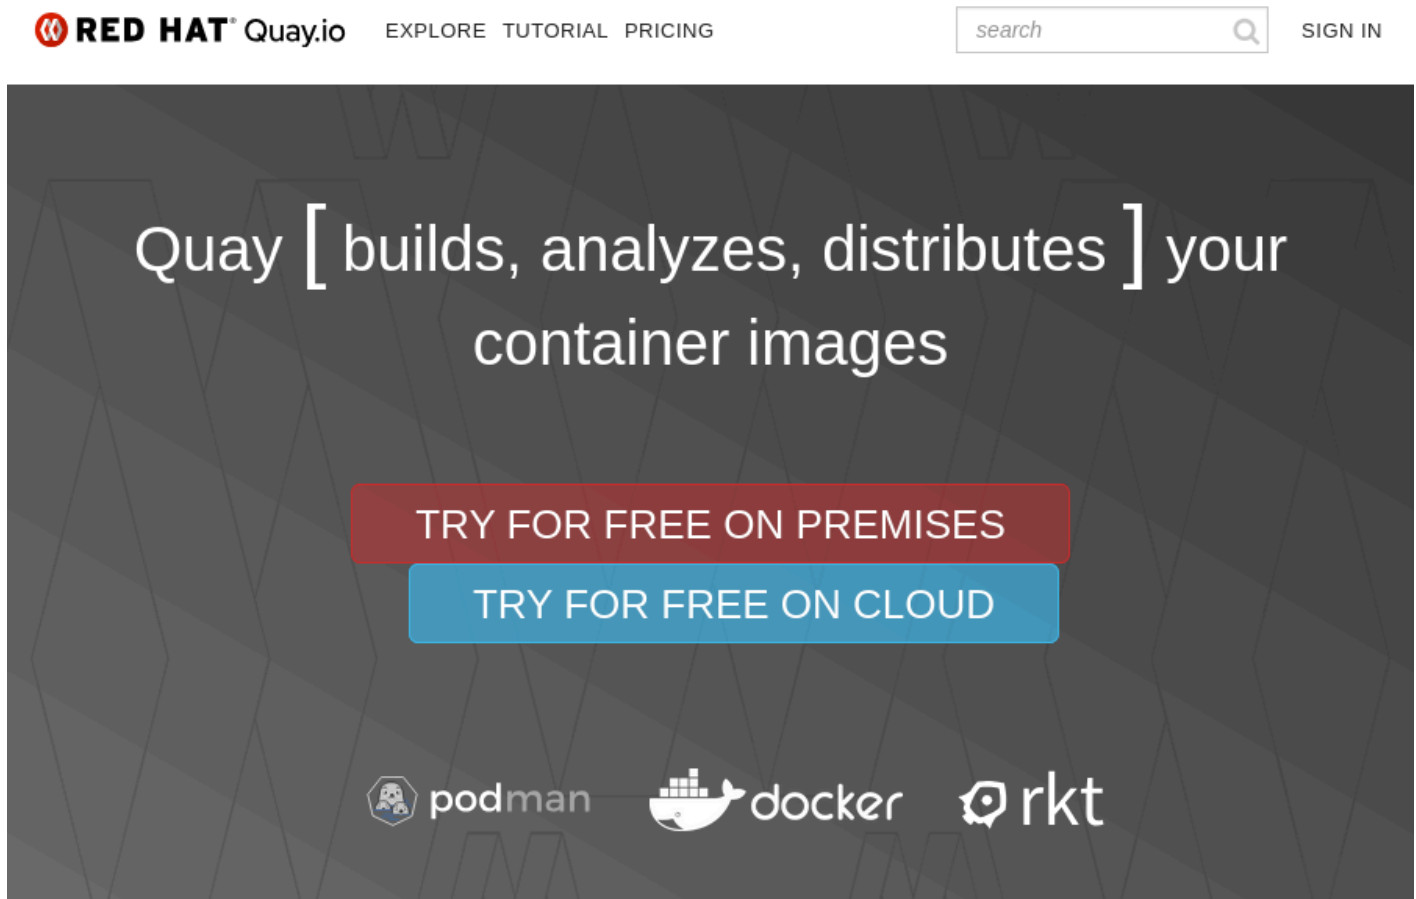 RED HAT® Quay.io EXPLORE TUTORIAL PRICING search SIGN IN
Quay [ builds, analyzes, distributes ] your
container images
TRY FOR FREE ON PREMISES
TRY FOR FREE ON CLOUD
podman docker rkt